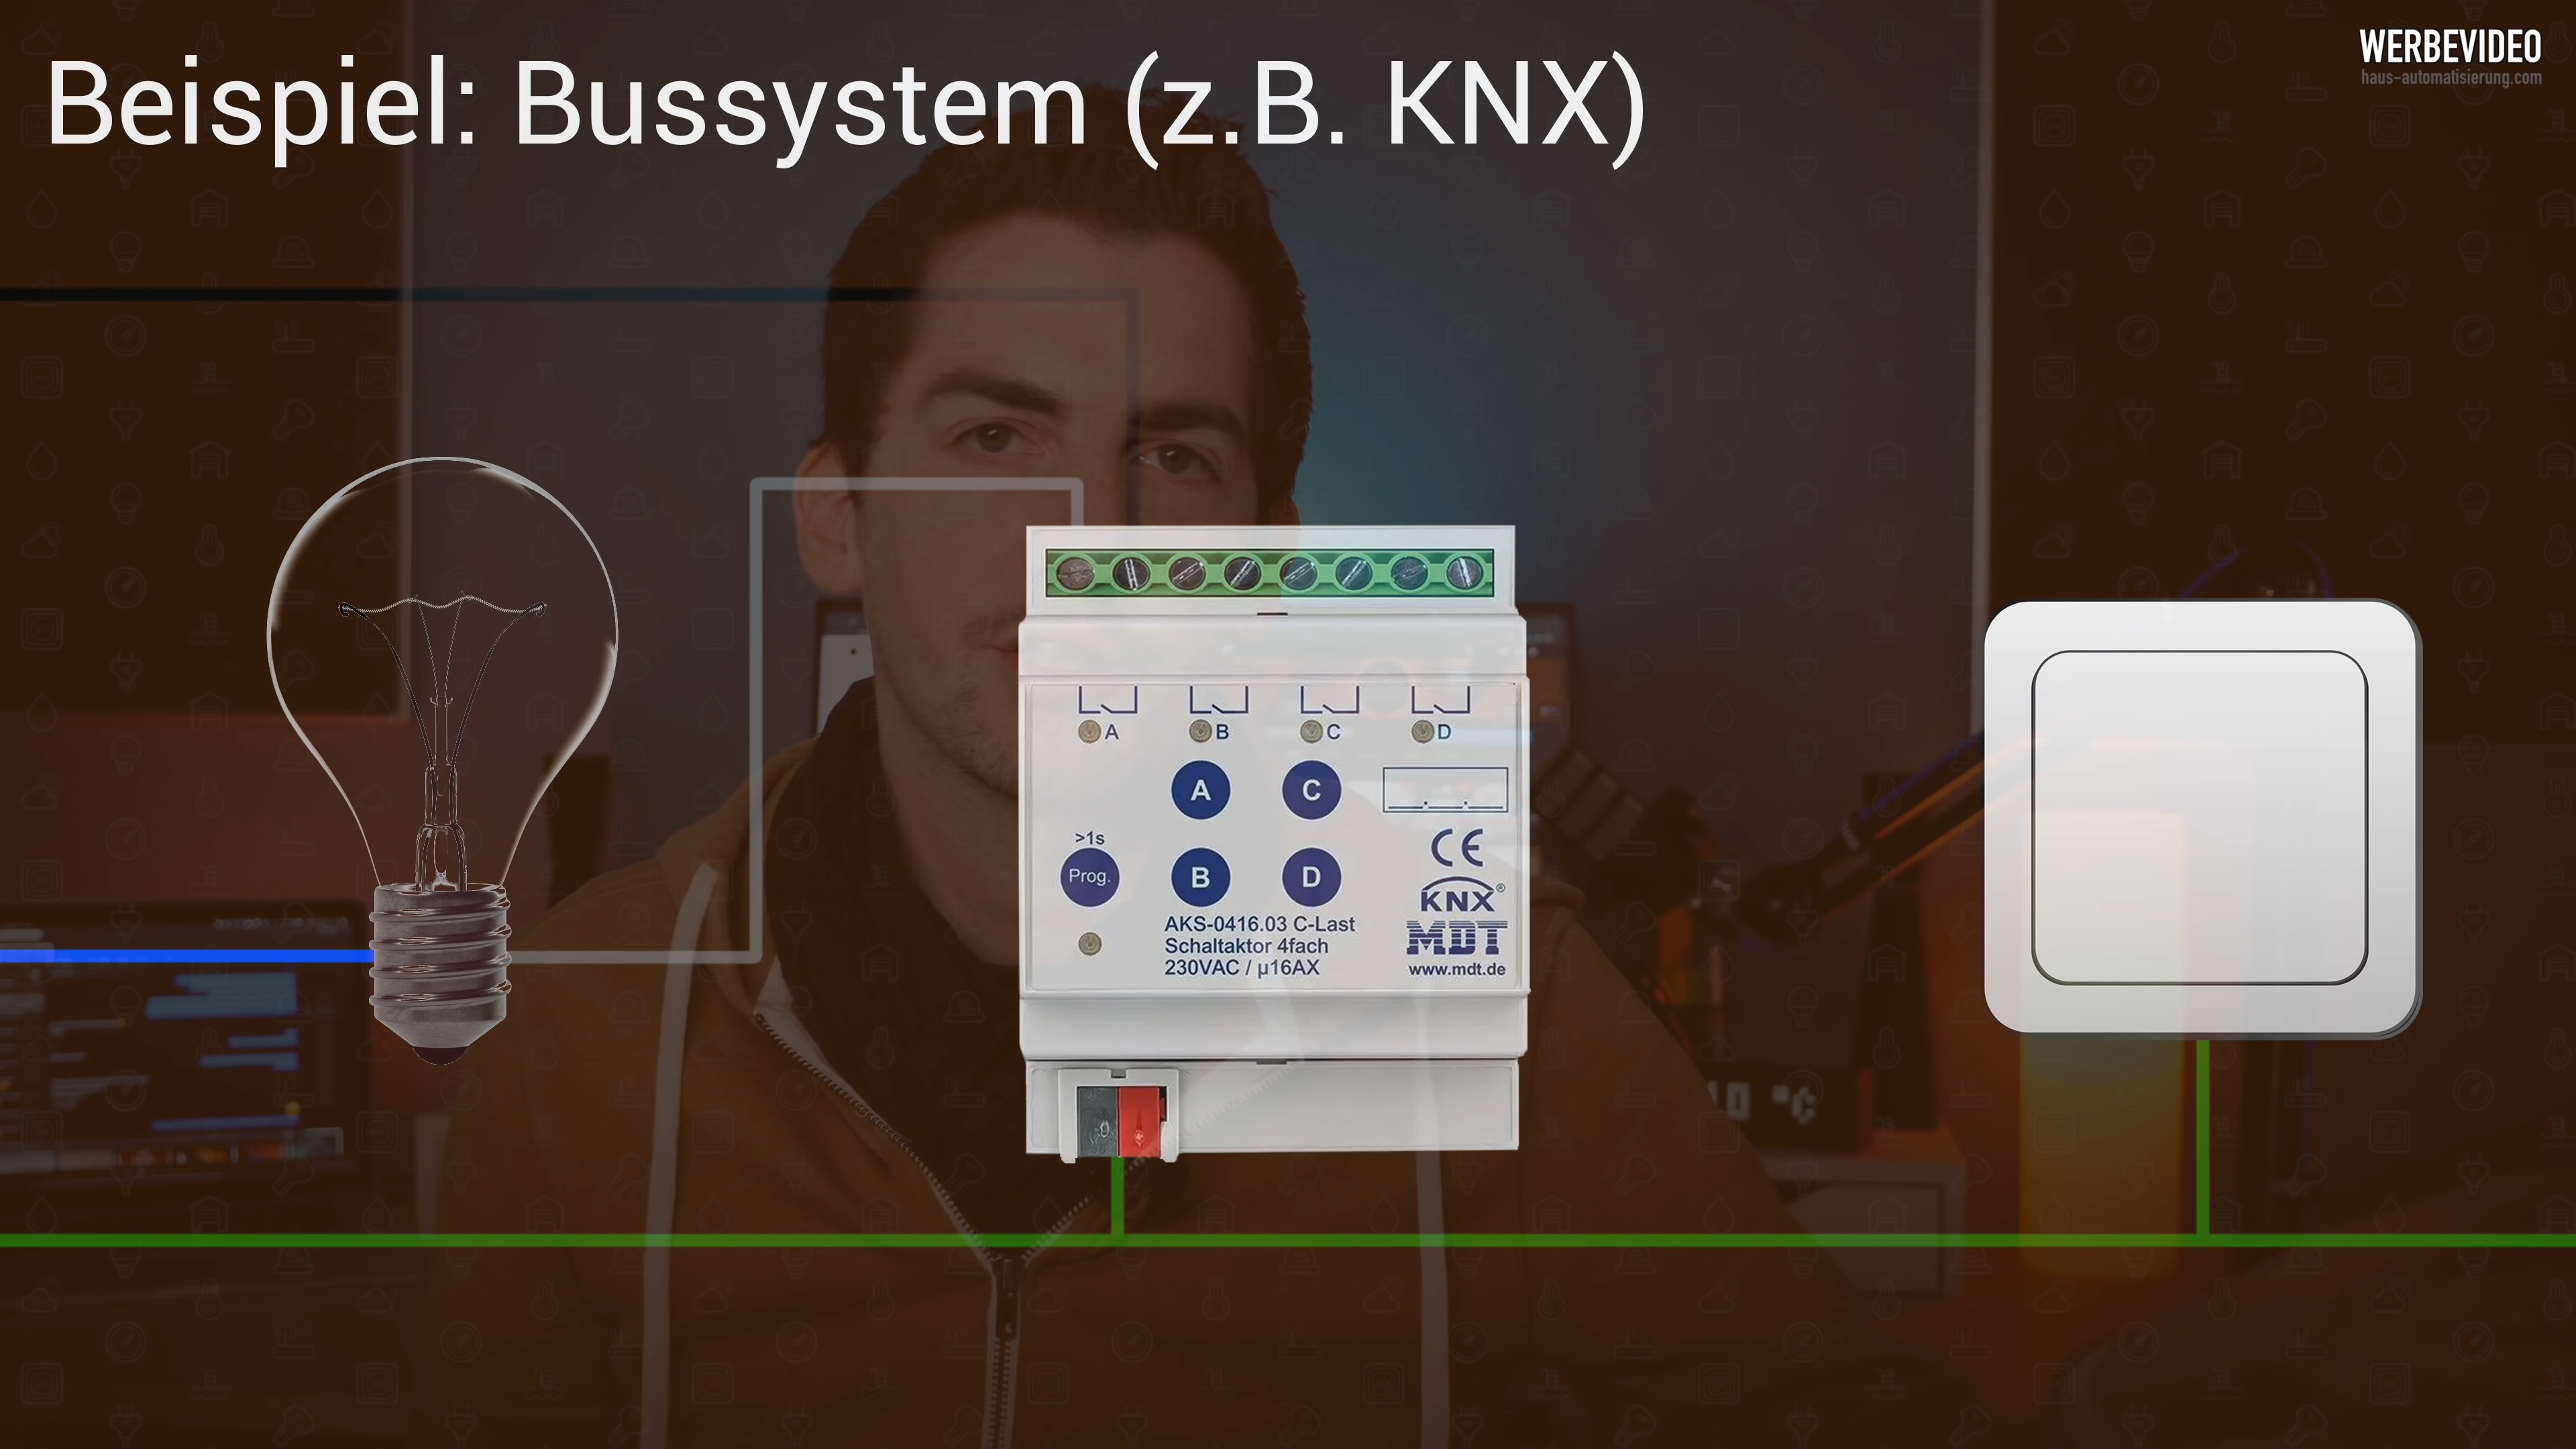 Beispiel: Bussystem (z.B. KNX)
WERBEVIDEO
haus-automatisierung.com
A
B
C
D
A
C
>1s
Prog.
B
D
CE
KNX®
AKS-0416.03 C-Last
Schaltaktor 4fach
230VAC / µ16AX
MDT
www.mdt.de
°C